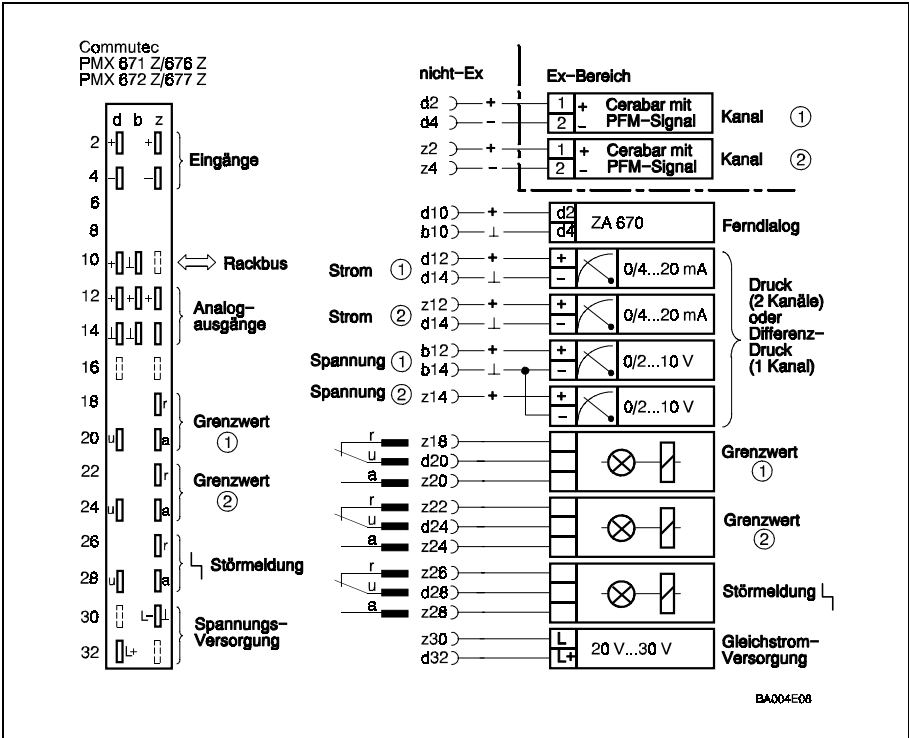 Commutec
PMX 671 Z/676 Z
PMX 672 Z/677 Z
d b z
2 + +
4 – –
Eingänge
6
8
10 + ⊥
Rackbus
12 + + +
14 ⊥ ⊥
Analog-
ausgänge
16
18 r
20 u a
Grenzwert
①
22 r
24 u a
Grenzwert
②
26 r
28 u a
Störmeldung
30 L– ⊥
32 L+
Spannungs-
Versorgung
nicht-Ex
Ex-Bereich
d2 + 1 + Cerabar mit
d4 – 2 – PFM-Signal
Kanal ①
z2 + 1 + Cerabar mit
z4 – 2 – PFM-Signal
Kanal ②
d10 + d2
b10 ⊥ d4
ZA 670
Ferndialog
Strom ①
d12 + +
d14 ⊥ –
0/4...20 mA
Strom ②
z12 + +
d14 ⊥ –
0/4...20 mA
Spannung ①
b12 + +
b14 ⊥ –
0/2...10 V
Spannung ②
z14 + +
–
0/2...10 V
Druck
(2 Kanäle)
oder
Differenz-
Druck
(1 Kanal)
r z18
u d20
a z20
Grenzwert
①
r z22
u d24
a z24
Grenzwert
②
r z26
u d28
a z28
Störmeldung
z30 L
d32 L+
20 V...30 V
Gleichstrom-
Versorgung
BA004E08